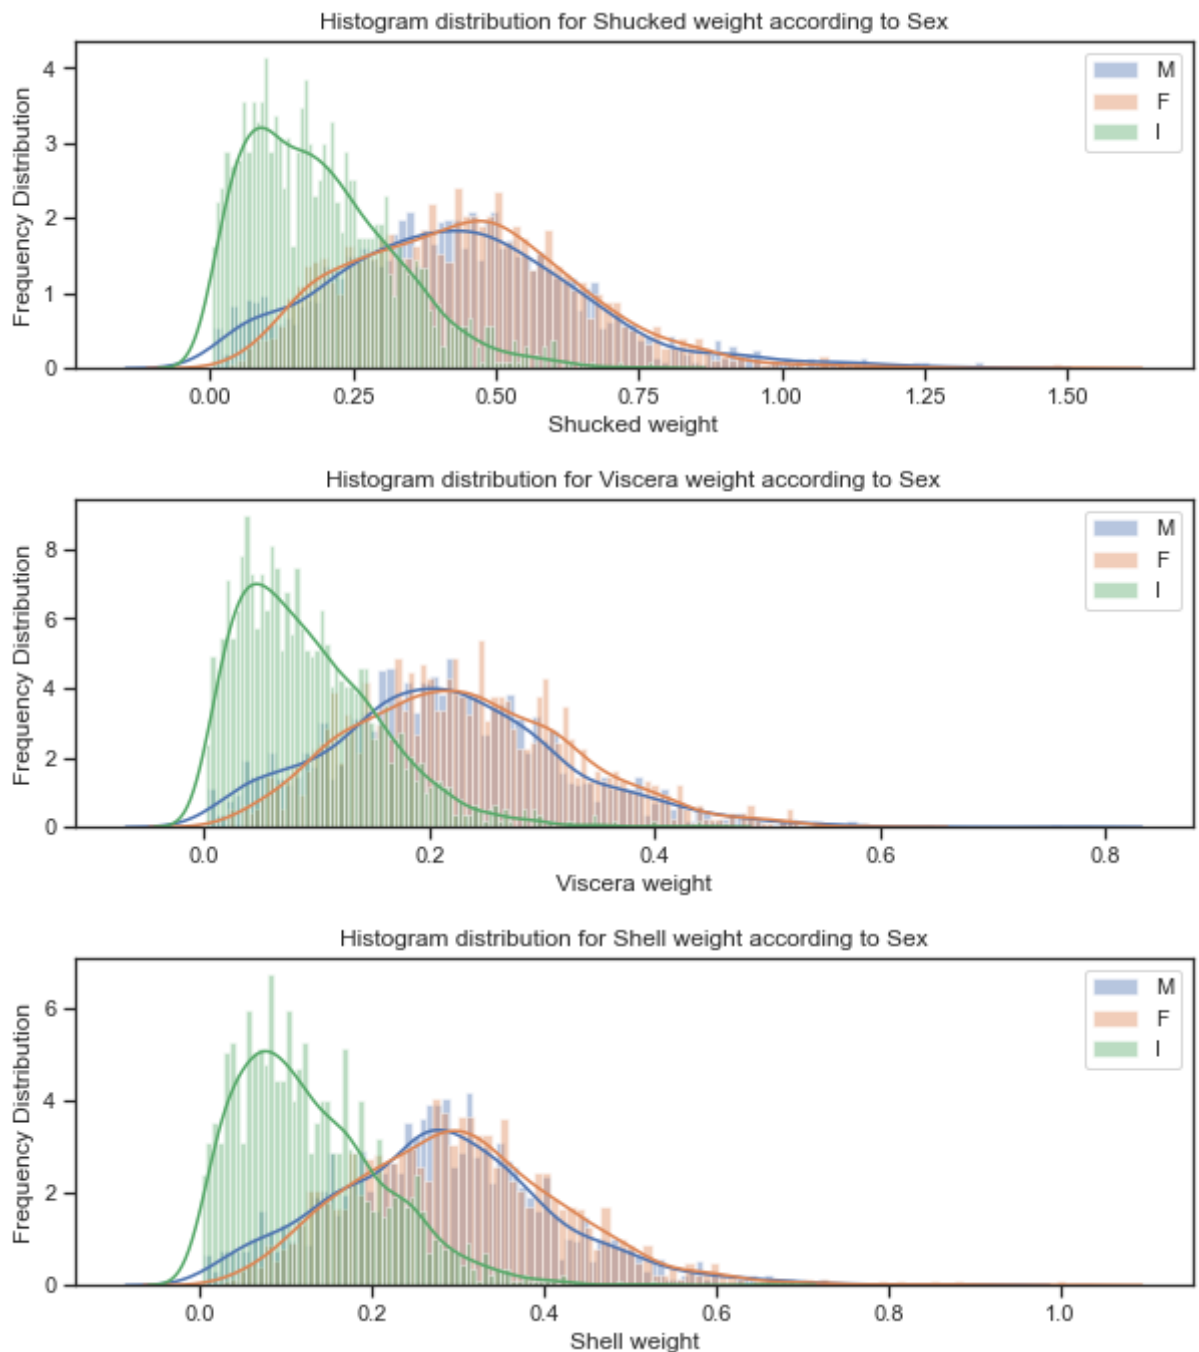 Histogram distribution for Shucked weight according to Sex
Frequency Distribution
4
3
2
1
0
M
F
I
0.00 0.25 0.50 0.75 1.00 1.25 1.50
Shucked weight
Histogram distribution for Viscera weight according to Sex
Frequency Distribution
8
6
4
2
0
M
F
I
0.0 0.2 0.4 0.6 0.8
Viscera weight
Histogram distribution for Shell weight according to Sex
Frequency Distribution
6
4
2
0
M
F
I
0.0 0.2 0.4 0.6 0.8 1.0
Shell weight